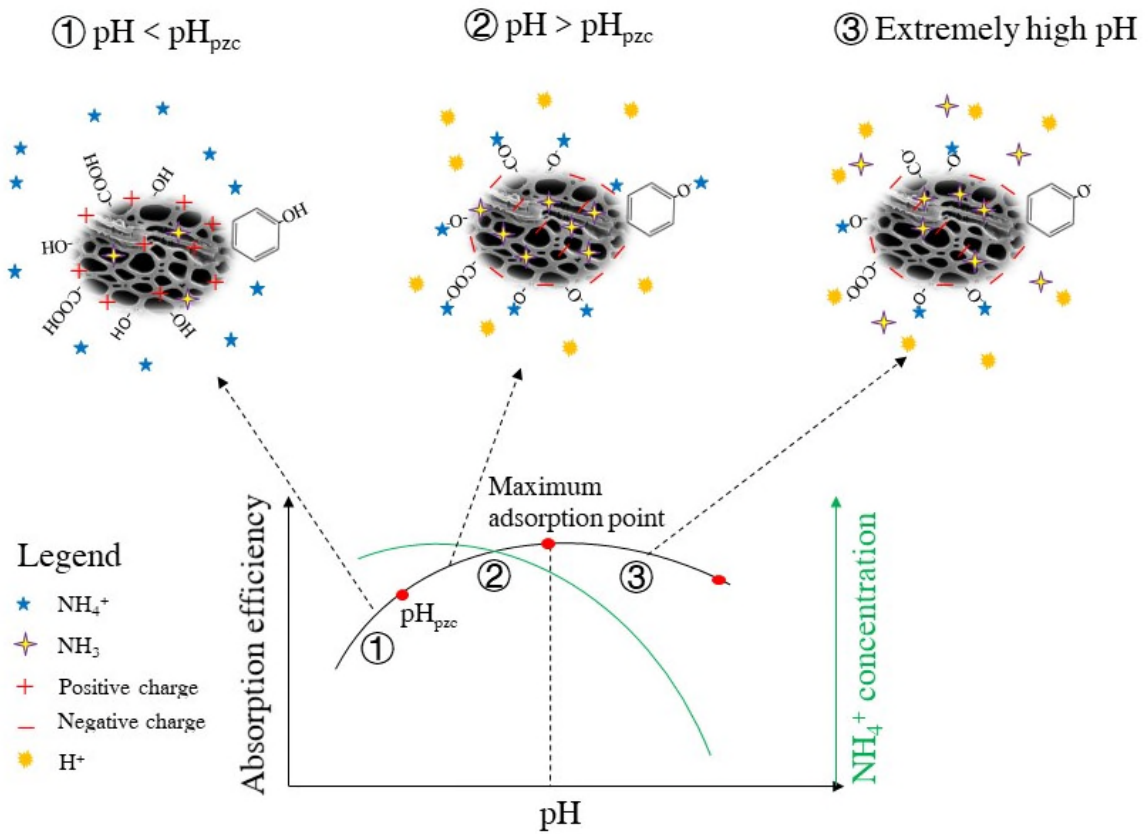 ① pH < pHpzc
② pH > pHpzc
③ Extremely high pH
COOH
-HO
HO-
COOH
-HO
HO-
OH
CO-
-O-
O-
-O-
COO-
-O-
O-
CO-
-O-
O-
-O-
COO-
-O
O-
Maximum
adsorption point
Absorption efficiency
NH₄⁺ concentration
①
②
③
pHpzc
pH
Legend
NH₄⁺
NH₃
Positive charge
Negative charge
H⁺